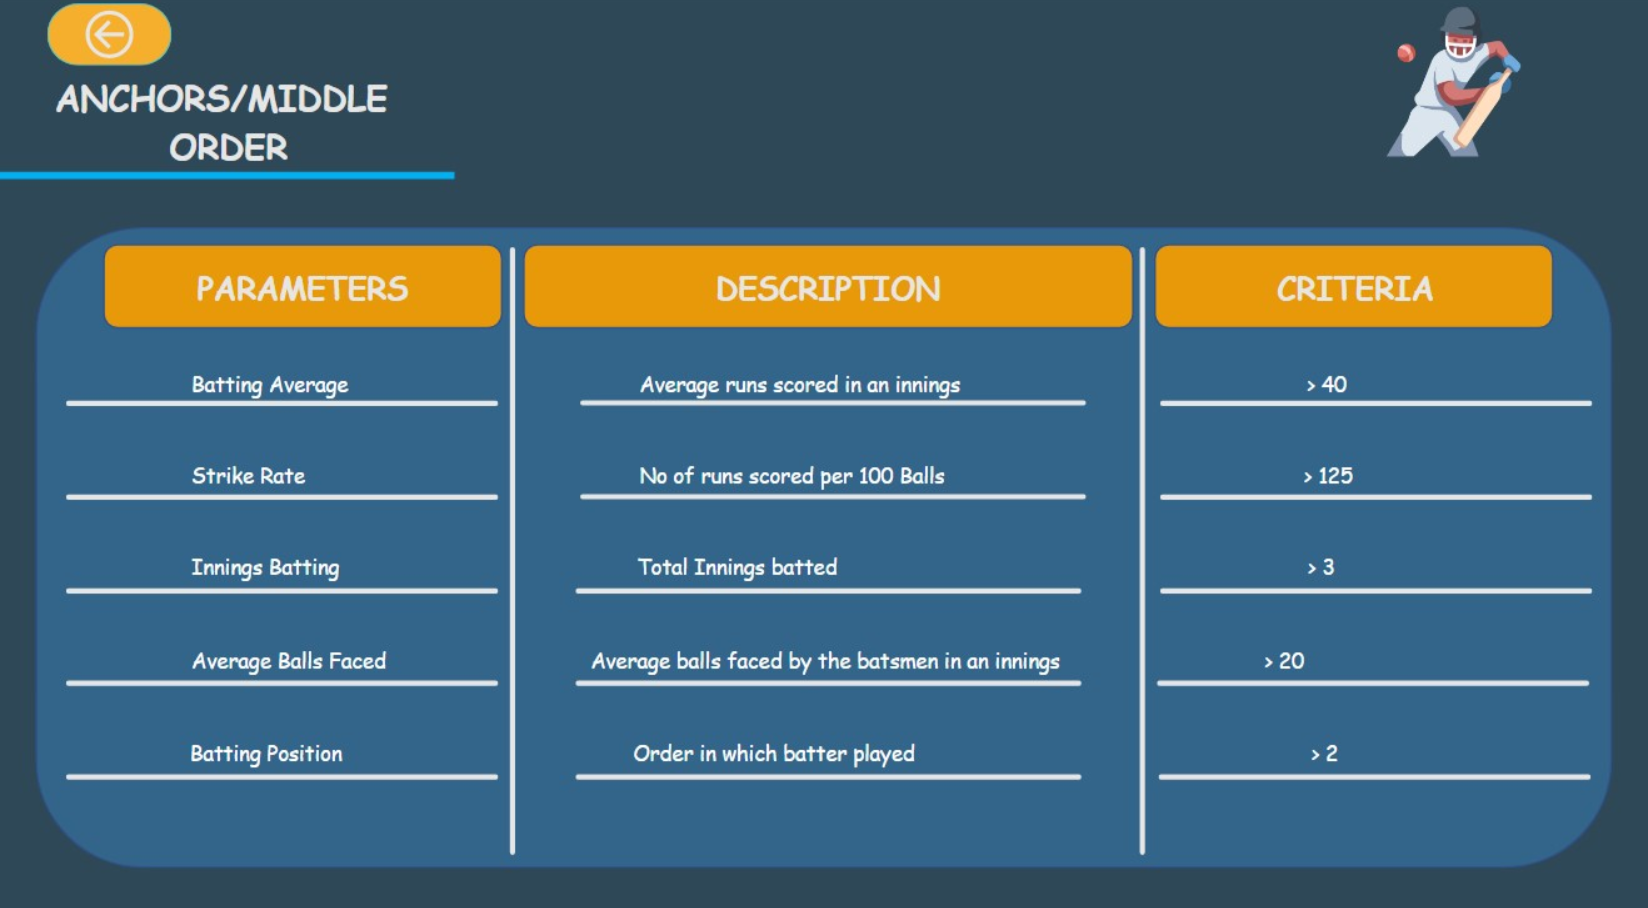 ANCHORS/MIDDLE
ORDER
PARAMETERS DESCRIPTION CRITERIA
Batting Average Average runs scored in an innings > 40
Strike Rate No of runs scored per 100 Balls > 125
Innings Batting Total Innings batted > 3
Average Balls Faced Average balls faced by the batsmen in an innings > 20
Batting Position Order in which batter played > 2